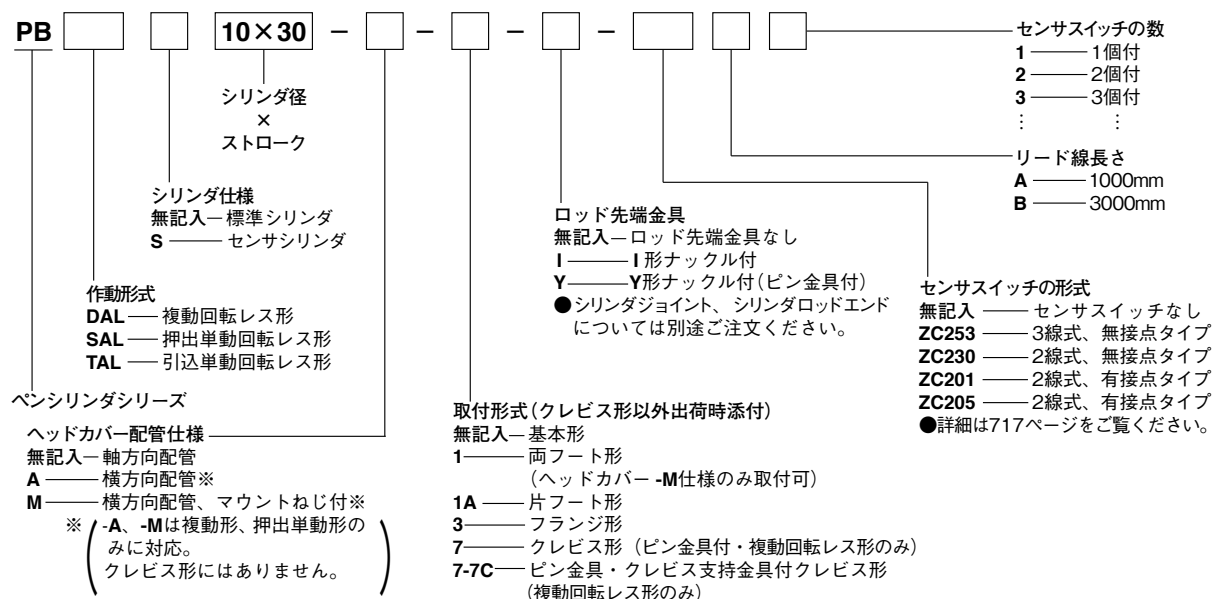 PB 10×30 － － － －
シリンダ径
×
ストローク
センサスイッチの数
1 1個付
2 2個付
3 3個付
⋮ ⋮
リード線長さ
A 1000mm
B 3000mm
シリンダ仕様
無記入 標準シリンダ
S センサシリンダ
ロッド先端金具
無記入 ロッド先端金具なし
I I形ナックル付
Y Y形ナックル付(ピン金具付)
●シリンダジョイント、シリンダロッドエンド
については別途ご注文ください。
センサスイッチの形式
無記入 センサスイッチなし
ZC253 3線式、無接点タイプ
ZC230 2線式、無接点タイプ
ZC201 2線式、有接点タイプ
ZC205 2線式、有接点タイプ
●詳細は717ページをご覧ください。
作動形式
DAL 複動回転レス形
SAL 押出単動回転レス形
TAL 引込単動回転レス形
ペンシリンダシリーズ
ヘッドカバー配管仕様
無記入 軸方向配管
A 横方向配管※
M 横方向配管、マウントねじ付※
※ (-A、-Mは複動形、押出単動形の
みに対応。
クレビス形にはありません。)
取付形式(クレビス形以外出荷時添付)
無記入 基本形
1 両フート形
(ヘッドカバー -M仕様のみ取付可)
1A 片フート形
3 フランジ形
7 クレビス形 (ピン金具付・複動回転レス形のみ)
7-7C ピン金具・クレビス支持金具付クレビス形
(複動回転レス形のみ)